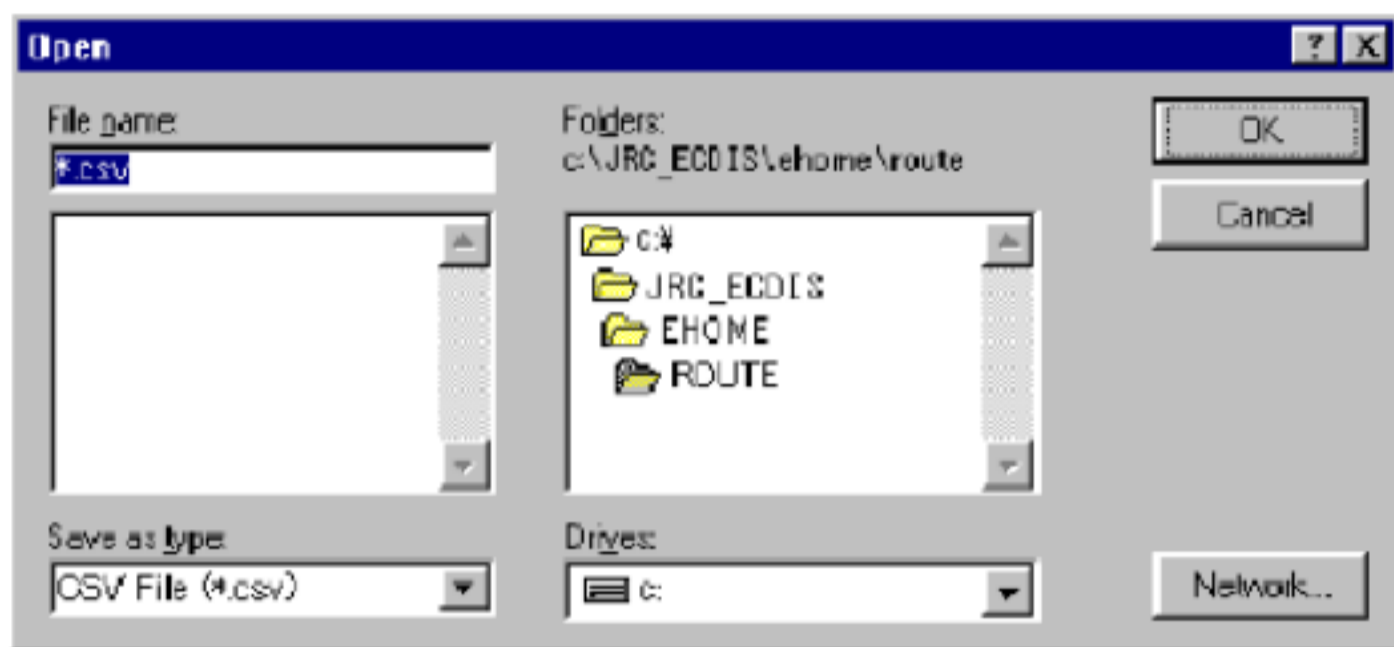 Open
File name:
*.csv
Save as type:
CSV File (*.csv)
Folders:
c:\JRC_ECDIS\ehome\route
c:¥
JRC_ECDIS
EHOME
ROUTE
Drives:
c:
OK
Cancel
Network...